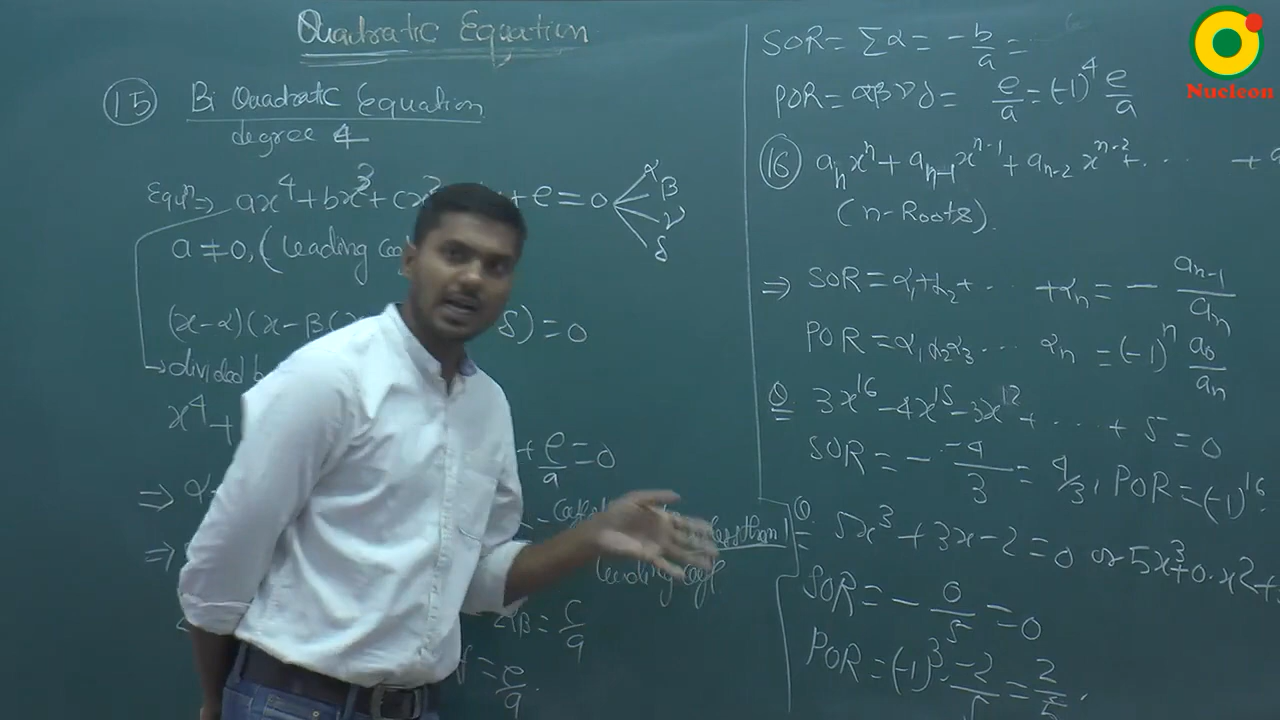 Quadratic Equation
(15) Bi Quadratic Equation
degree 4
Equⁿ⇒ ax⁴+bx³+cx² + e = 0 α β γ δ
a ≠ 0, (leading
(x-α)(x-β) δ) = 0
divided
x⁴+ + e/a = 0
⇒ α
less than 1
leading coeff
αβ = c/a
= e/a.
SOR = Σα = -b/a =
POR = αβγδ = e/a = (-1)⁴ e/a
(16) aₙxⁿ + aₙ₋₁xⁿ⁻¹ + aₙ₋₂xⁿ⁻² + ... + a
(n-Roots).
⇒ SOR = α₁+α₂+ ... +αₙ = - aₙ₋₁/aₙ
POR = α₁α₂α₃ ... αₙ = (-1)ⁿ a₀/aₙ
Q 3x¹⁶ - 4x¹⁵ - 3x¹² + ... + 5 = 0
SOR = - -4/3 = 4/3, POR = (-1)¹⁶.
Q. 5x³ + 3x - 2 = 0 or 5x³+0.x²+
SOR = - 0/5 = 0
POR = (-1)³. -2/5 = 2/5.
Nucleon